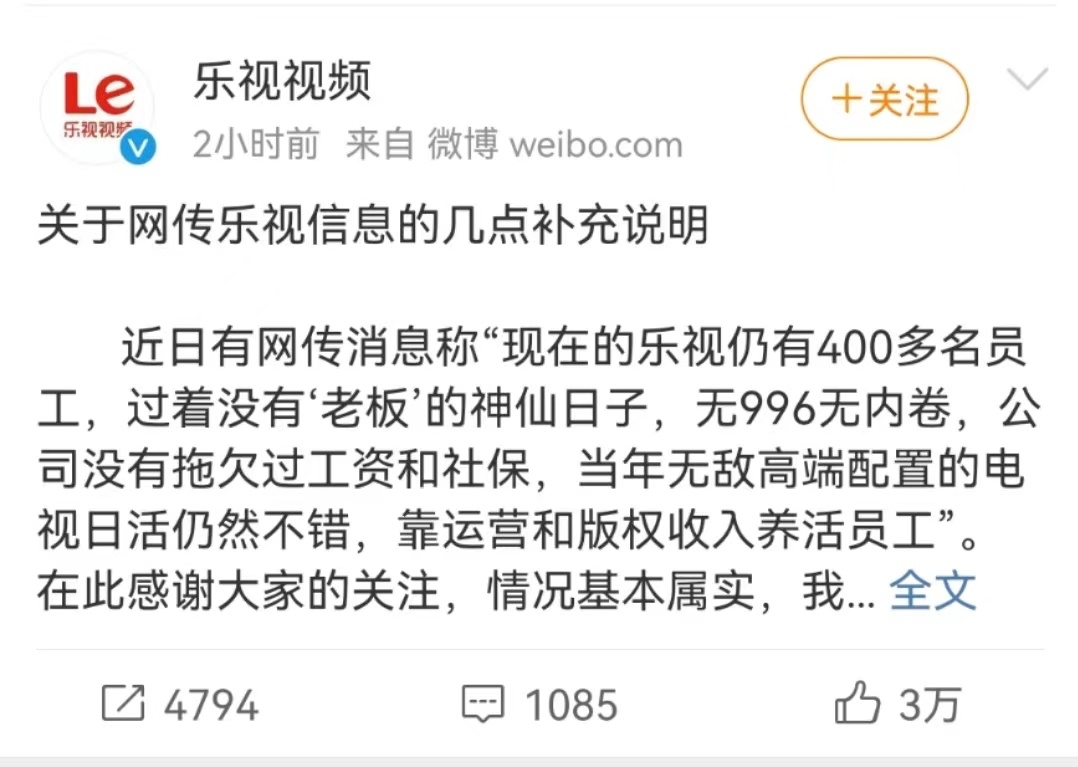 Le
乐视视频
乐视视频
+关注
2小时前 来自 微博 weibo.com
关于网传乐视信息的几点补充说明
近日有网传消息称“现在的乐视仍有400多名员
工，过着没有‘老板’的神仙日子，无996无内卷，公
司没有拖欠过工资和社保，当年无敌高端配置的电
视日活仍然不错，靠运营和版权收入养活员工”。
在此感谢大家的关注，情况基本属实，我... 全文
4794 1085 3万